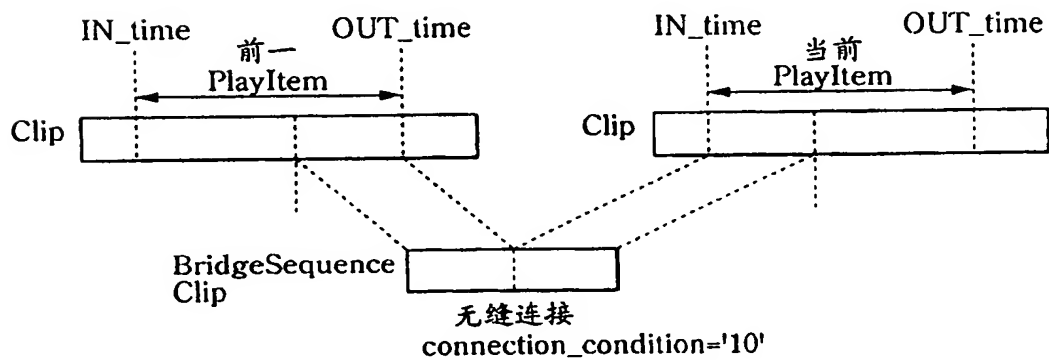 IN_time
OUT_time
前一
PlayItem
Clip
IN_time
OUT_time
当前
PlayItem
Clip
BridgeSequence
Clip
无缝连接
connection_condition='10'